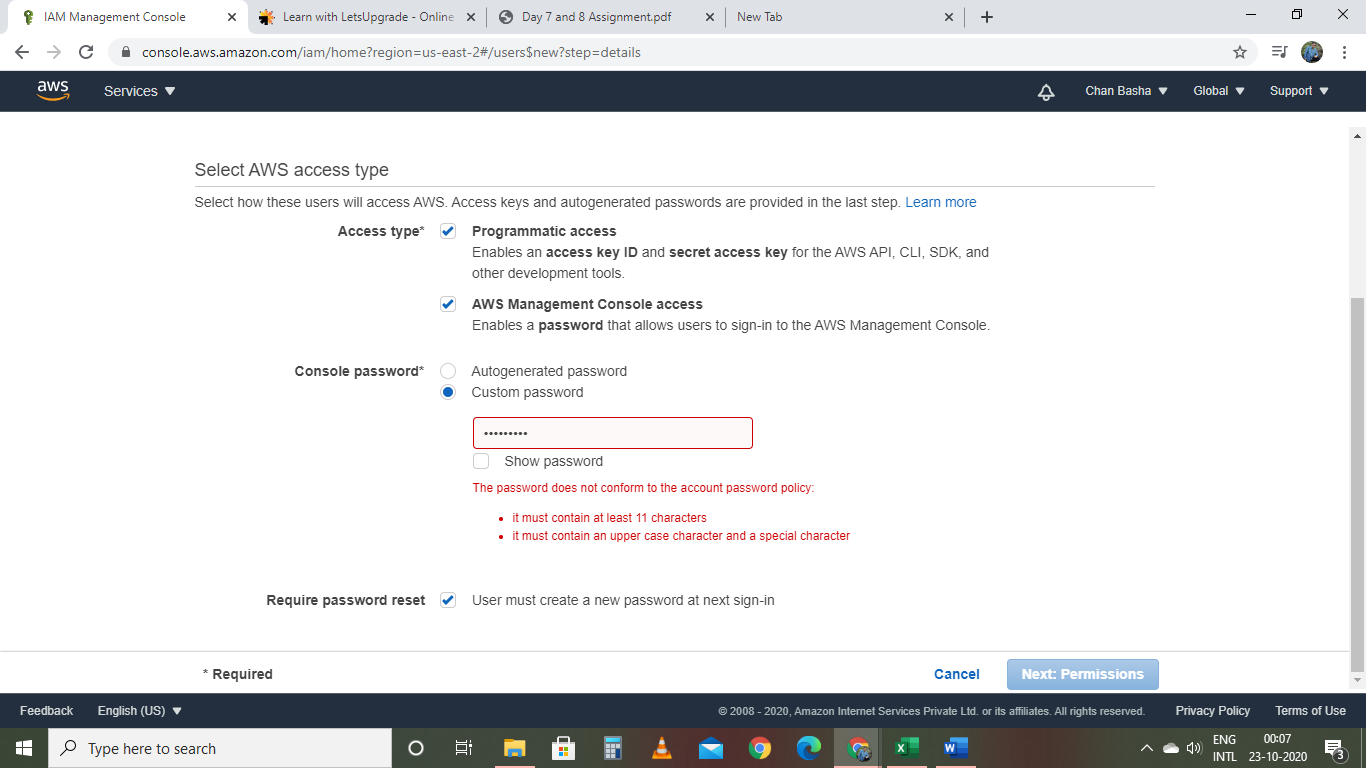 IAM Management Console
Learn with LetsUpgrade - Online
Day 7 and 8 Assignment.pdf
New Tab
console.aws.amazon.com/iam/home?region=us-east-2#/users$new?step=details
aws
Services
Chan Basha
Global
Support
Select AWS access type
Select how these users will access AWS. Access keys and autogenerated passwords are provided in the last step. Learn more
Access type*
Programmatic access
Enables an access key ID and secret access key for the AWS API, CLI, SDK, and
other development tools.
AWS Management Console access
Enables a password that allows users to sign-in to the AWS Management Console.
Console password*
Autogenerated password
Custom password
•••••••••
Show password
The password does not conform to the account password policy:
• it must contain at least 11 characters
• it must contain an upper case character and a special character
Require password reset
User must create a new password at next sign-in
* Required
Cancel
Next: Permissions
Feedback
English (US)
© 2008 - 2020, Amazon Internet Services Private Ltd. or its affiliates. All rights reserved.
Privacy Policy
Terms of Use
Type here to search
ENG
INTL
00:07
23-10-2020
3